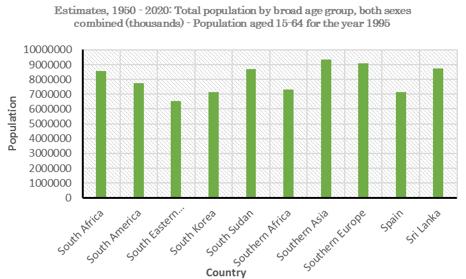 Estimates, 1950 - 2020: Total population by broad age group, both sexes
combined (thousands) - Population aged 15-64 for the year 1995
10000000
9000000
8000000
7000000
6000000
5000000
4000000
3000000
2000000
1000000
0
Population
South Africa
South America
South Eastern...
South Korea
South Sudan
Southern Africa
Southern Asia
Southern Europe
Spain
Sri Lanka
Country